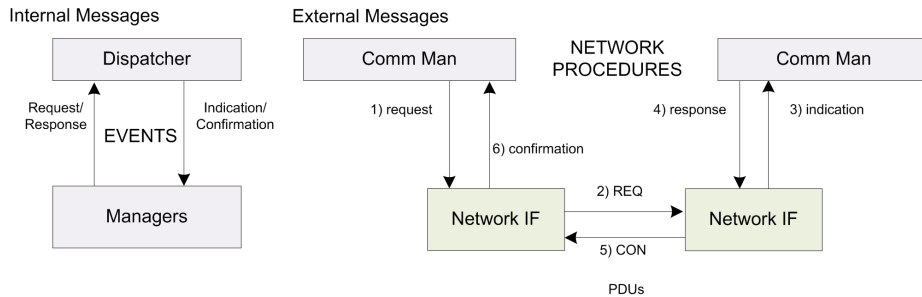 Internal Messages
Dispatcher
Request/
Response
Indication/
Confirmation
EVENTS
Managers
External Messages
Comm Man
NETWORK
PROCEDURES
Comm Man
1) request
6) confirmation
4) response
3) indication
Network IF
2) REQ
5) CON
Network IF
PDUs